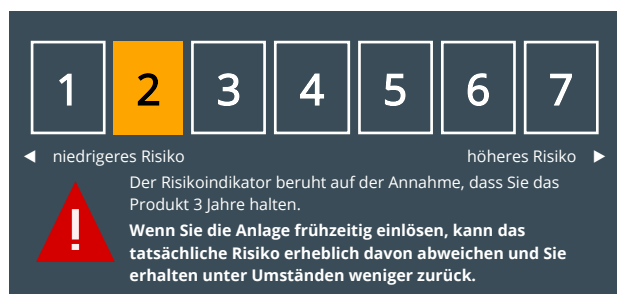 1 2 3 4 5 6 7
◄ niedrigeres Risiko höheres Risiko ►
Der Risikoindikator beruht auf der Annahme, dass Sie das
Produkt 3 Jahre halten.
Wenn Sie die Anlage frühzeitig einlösen, kann das
tatsächliche Risiko erheblich davon abweichen und Sie
erhalten unter Umständen weniger zurück.
!